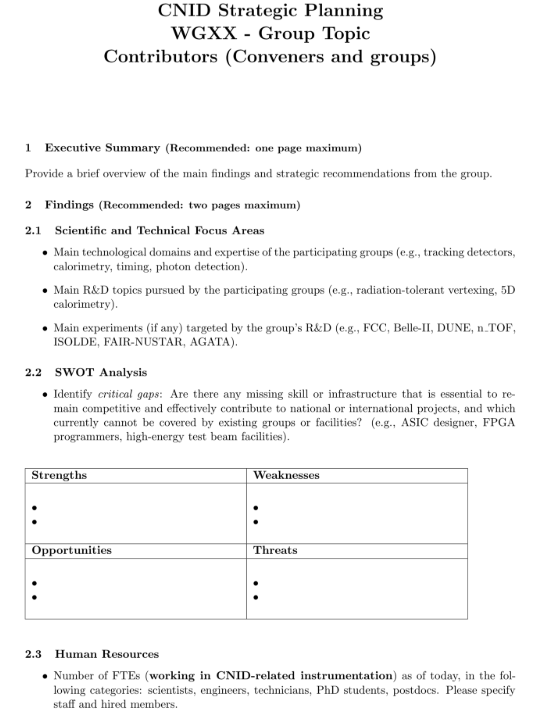 CNID Strategic Planning
WGXX - Group Topic
Contributors (Conveners and groups)
1 Executive Summary (Recommended: one page maximum)
Provide a brief overview of the main findings and strategic recommendations from the group.
2 Findings (Recommended: two pages maximum)
2.1 Scientific and Technical Focus Areas
• Main technological domains and expertise of the participating groups (e.g., tracking detectors,
calorimetry, timing, photon detection).
• Main R&D topics pursued by the participating groups (e.g., radiation-tolerant vertexing, 5D
calorimetry).
• Main experiments (if any) targeted by the group's R&D (e.g., FCC, Belle-II, DUNE, n_TOF,
ISOLDE, FAIR-NUSTAR, AGATA).
2.2 SWOT Analysis
• Identify critical gaps: Are there any missing skill or infrastructure that is essential to re-
main competitive and effectively contribute to national or international projects, and which
currently cannot be covered by existing groups or facilities? (e.g., ASIC designer, FPGA
programmers, high-energy test beam facilities).
Strengths Weaknesses
• •
• •
Opportunities Threats
• •
• •
2.3 Human Resources
• Number of FTEs (working in CNID-related instrumentation) as of today, in the fol-
lowing categories: scientists, engineers, technicians, PhD students, postdocs. Please specify
staff and hired members.